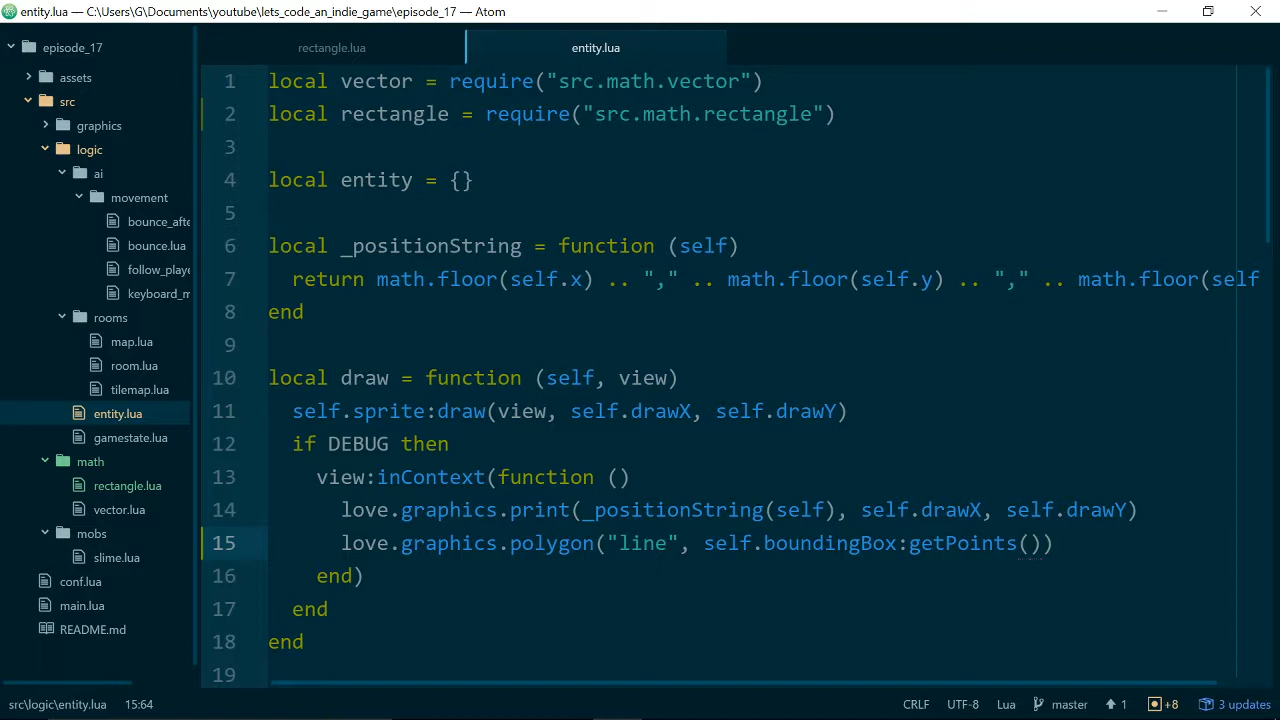 entity.lua — C:\Users\G\Documents\youtube\lets_code_an_indie_game\episode_17 — Atom
episode_17
assets
src
graphics
logic
ai
movement
bounce_afte
bounce.lua
follow_playe
keyboard_m
rooms
map.lua
room.lua
tilemap.lua
entity.lua
gamestate.lua
math
rectangle.lua
vector.lua
mobs
slime.lua
conf.lua
main.lua
README.md
rectangle.lua
entity.lua
1 local vector = require("src.math.vector")
2 local rectangle = require("src.math.rectangle")
3
4 local entity = {}
5
6 local _positionString = function (self)
7 return math.floor(self.x) .. "," .. math.floor(self.y) .. "," .. math.floor(self
8 end
9
10 local draw = function (self, view)
11 self.sprite:draw(view, self.drawX, self.drawY)
12 if DEBUG then
13 view:inContext(function ()
14 love.graphics.print(_positionString(self), self.drawX, self.drawY)
15 love.graphics.polygon("line", self.boundingBox:getPoints())
16 end)
17 end
18 end
19
src\logic\entity.lua 15:64 CRLF UTF-8 Lua master 1 +8 3 updates